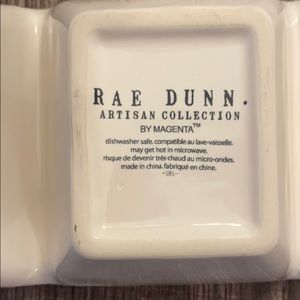 RAE DUNN.
ARTISAN COLLECTION
BY MAGENTA™
dishwasher safe. compatible au lave-vaisselle.
may get hot in microwave.
risque de devenir très chaud au micro-ondes.
made in china. fabriqué en chine.
-181-